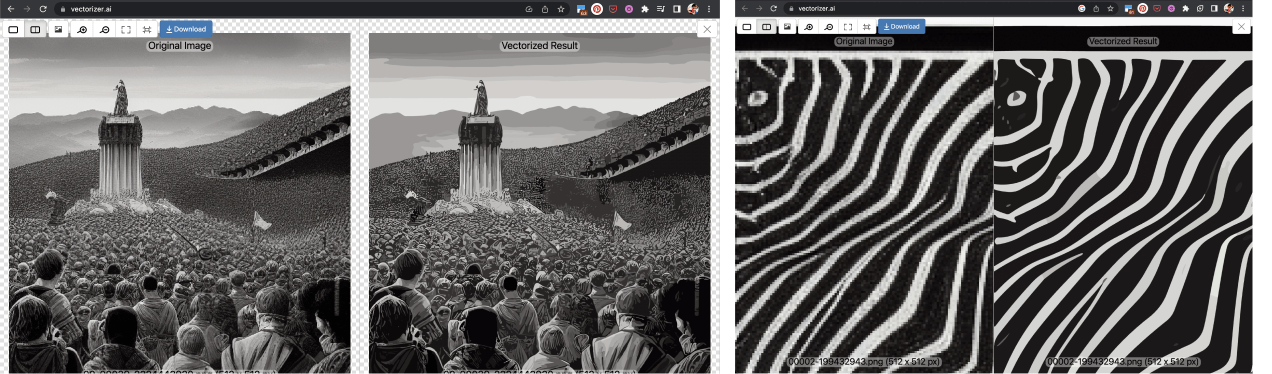 vectorizer.ai
Download
Original Image
Vectorized Result
vectorizer.ai
Download
Original Image
Vectorized Result
00002-199432943.png (512 x 512 px)
00002-199432943.png (512 x 512 px)